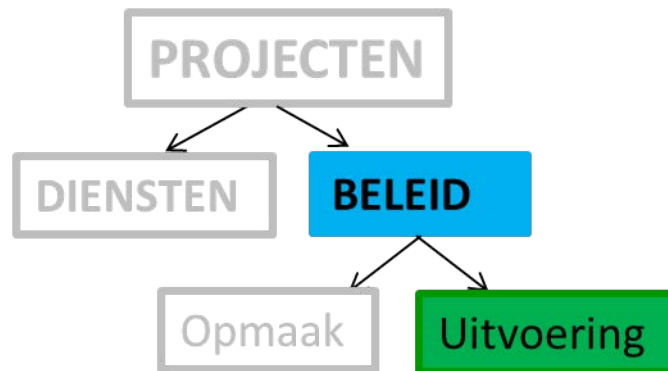 PROJECTEN
DIENSTEN
BELEID
Opmaak
Uitvoering